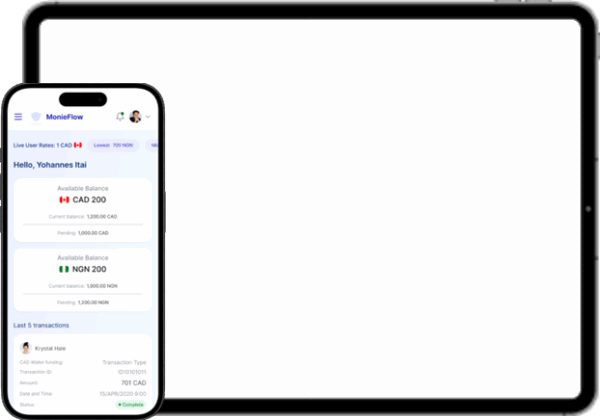 MonieFlow
Live User Rates: 1 CAD
Lowest 700 NGN
Hello, Yohannes Itai
Available Balance
CAD 200
Current balance: 1,200.00 CAD
Pending: 1,000.00 CAD
Available Balance
NGN 200
Current balance: 1,000.00 NGN
Pending: 1,200.00 NGN
Last 5 transactions
Krystal Hale
CAD Wallet funding: Transaction Type
Transaction ID:
Amount: 701 CAD
Date and Time: 15/APR/2020 9:00
Status: Complete